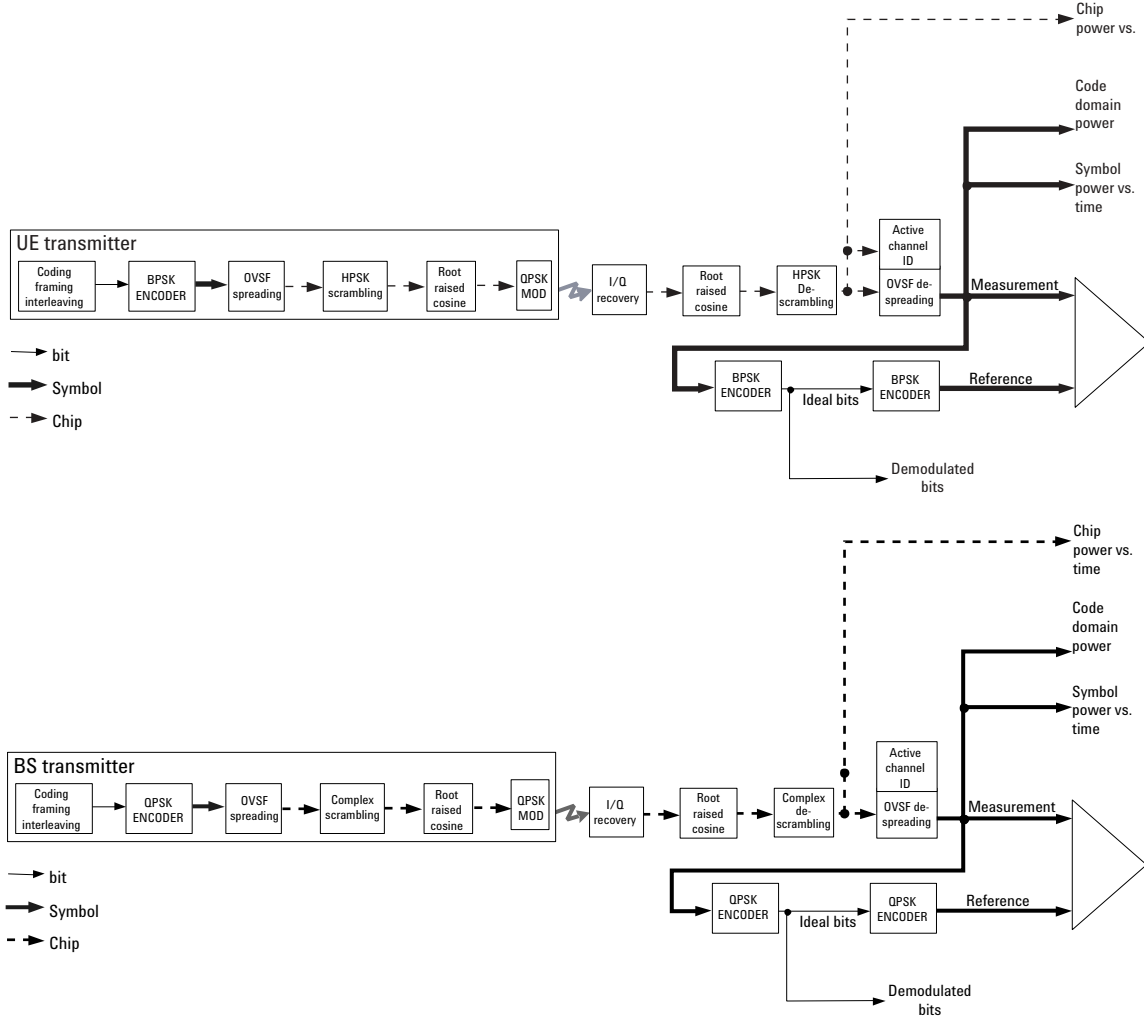 Chip
power vs.
Code
domain
power
Symbol
power vs.
time
UE transmitter
Coding
framing
interleaving
BPSK
ENCODER
OVSF
spreading
HPSK
scrambling
Root
raised
cosine
QPSK
MOD
I/Q
recovery
Root
raised
cosine
HPSK
De-
scrambling
Active
channel
ID
OVSF de-
spreading
Measurement
bit
Symbol
Chip
BPSK
ENCODER
Ideal bits
BPSK
ENCODER
Reference
Demodulated
bits
Chip
power vs.
time
Code
domain
power
Symbol
power vs.
time
BS transmitter
Coding
framing
interleaving
QPSK
ENCODER
OVSF
spreading
Complex
scrambling
Root
raised
cosine
QPSK
MOD
I/Q
recovery
Root
raised
cosine
Complex
de-
scrambling
Active
channel
ID
OVSF de-
spreading
Measurement
bit
Symbol
Chip
QPSK
ENCODER
Ideal bits
QPSK
ENCODER
Reference
Demodulated
bits